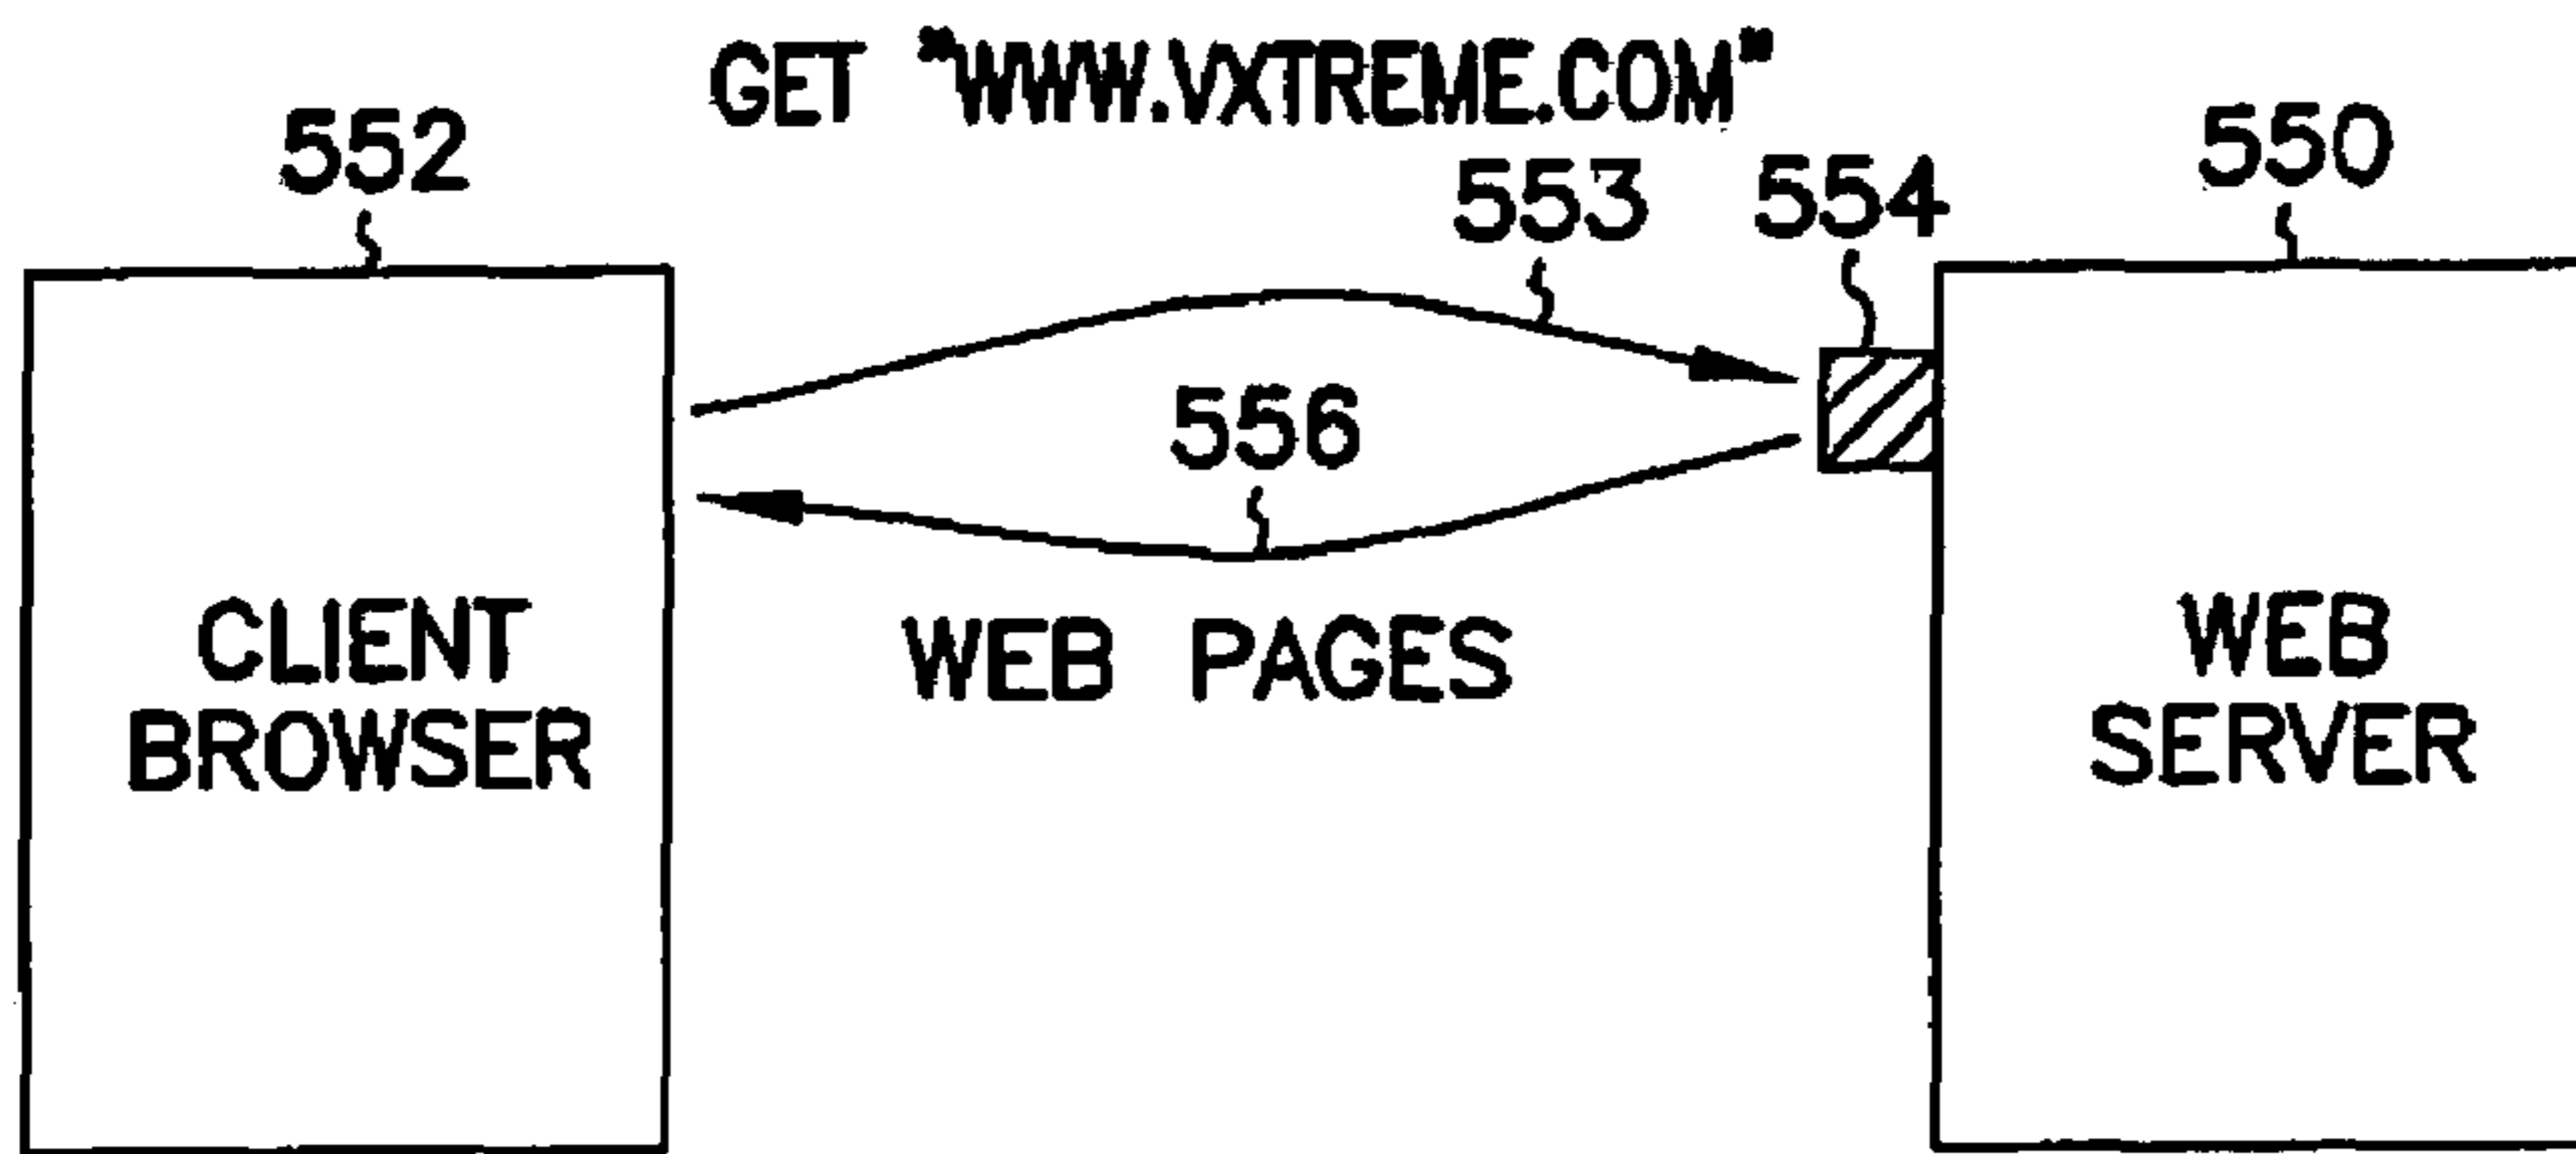 GET "WWW.VXTREME.COM"
552
553
554
550
556
CLIENT
BROWSER
WEB PAGES
WEB
SERVER